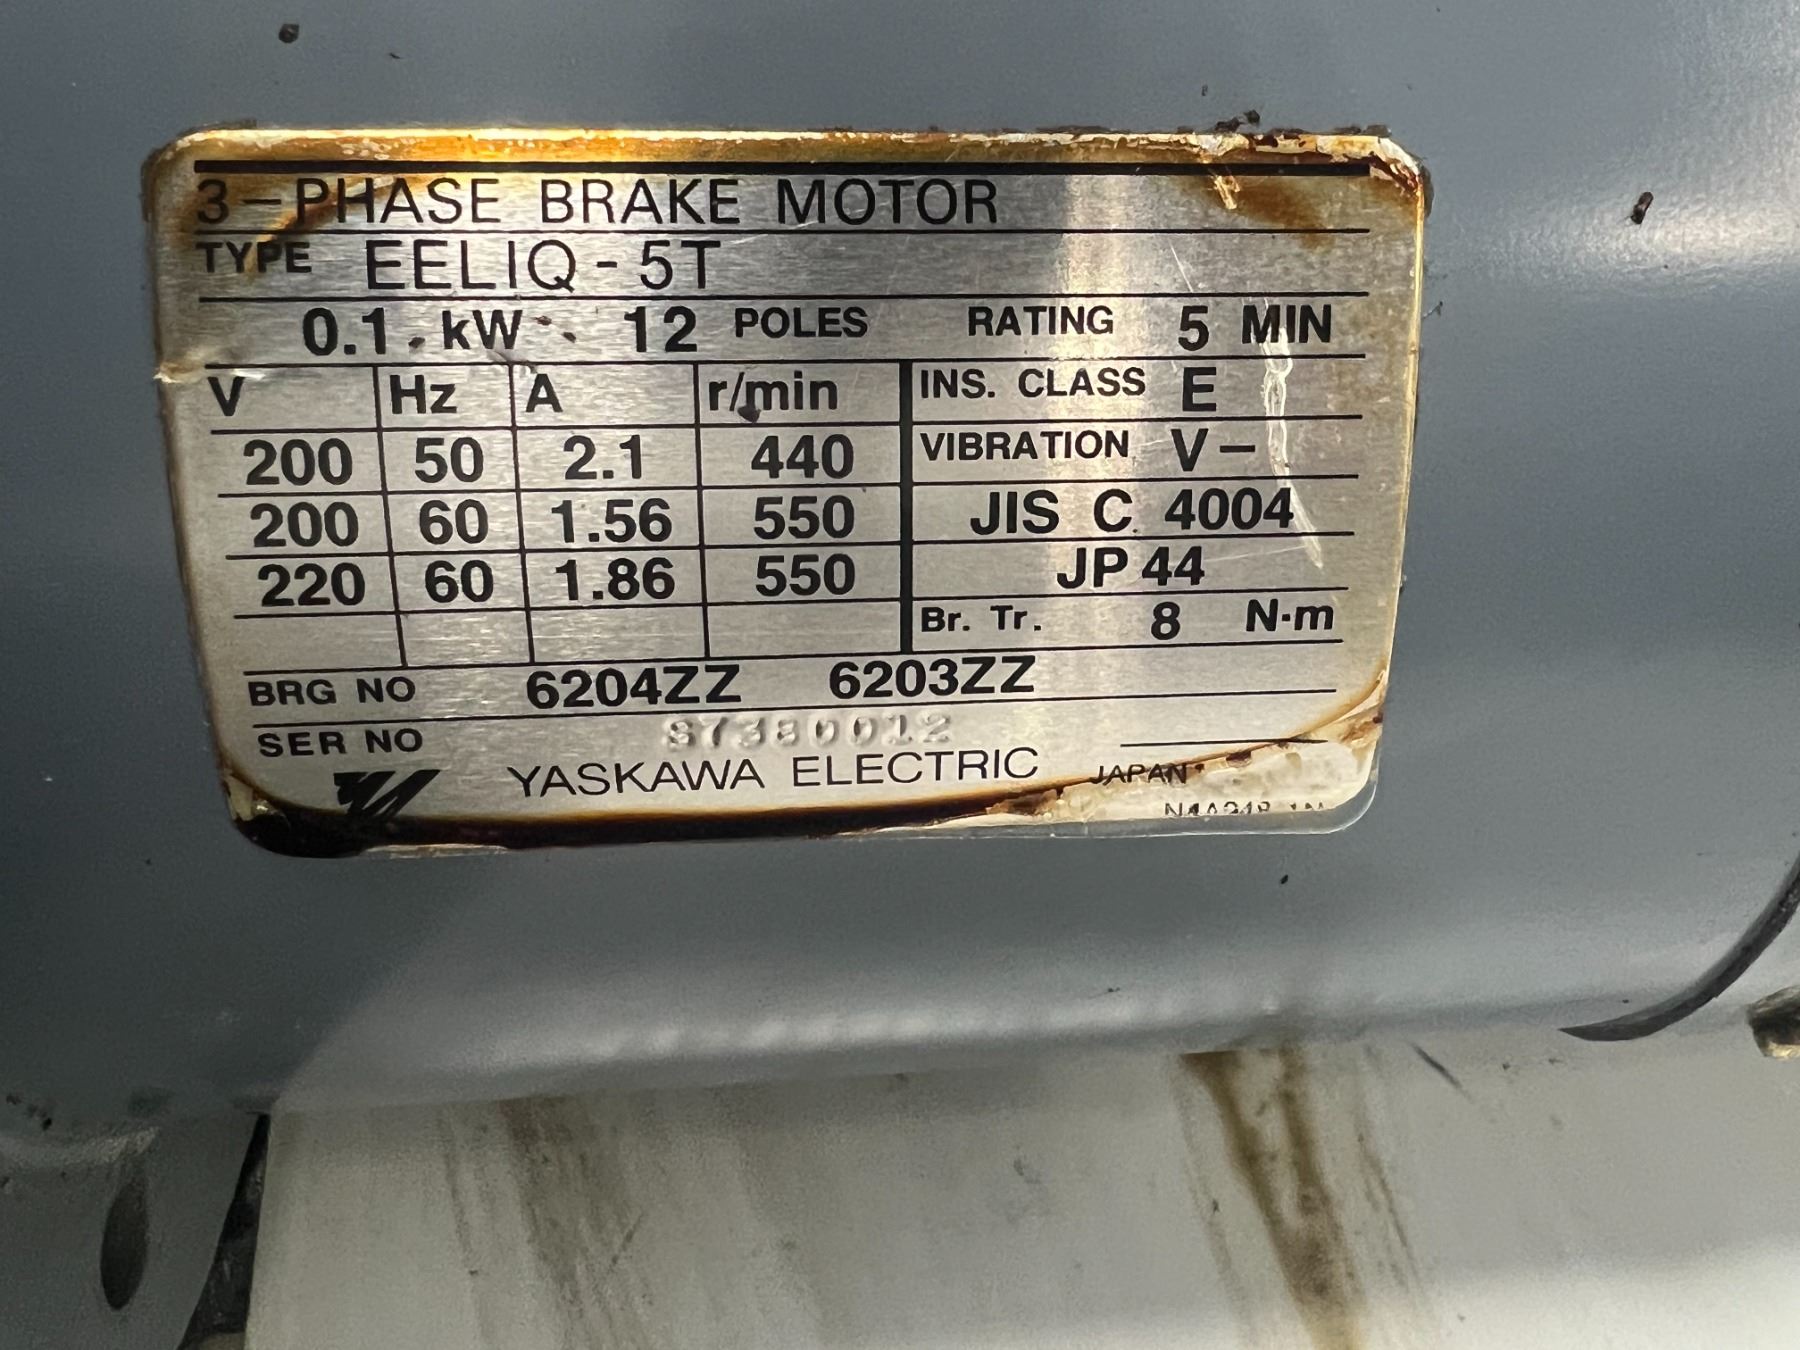 3-PHASE BRAKE MOTOR
TYPE EELIQ-5T
0.1 kW 12 POLES RATING 5 MIN
V Hz A r/min INS. CLASS E
200 50 2.1 440 VIBRATION V-
200 60 1.56 550 JIS C 4004
220 60 1.86 550 JP 44
Br. Tr. 8 N·m
BRG NO 6204ZZ 6203ZZ
SER NO 87380012
YASKAWA ELECTRIC JAPAN